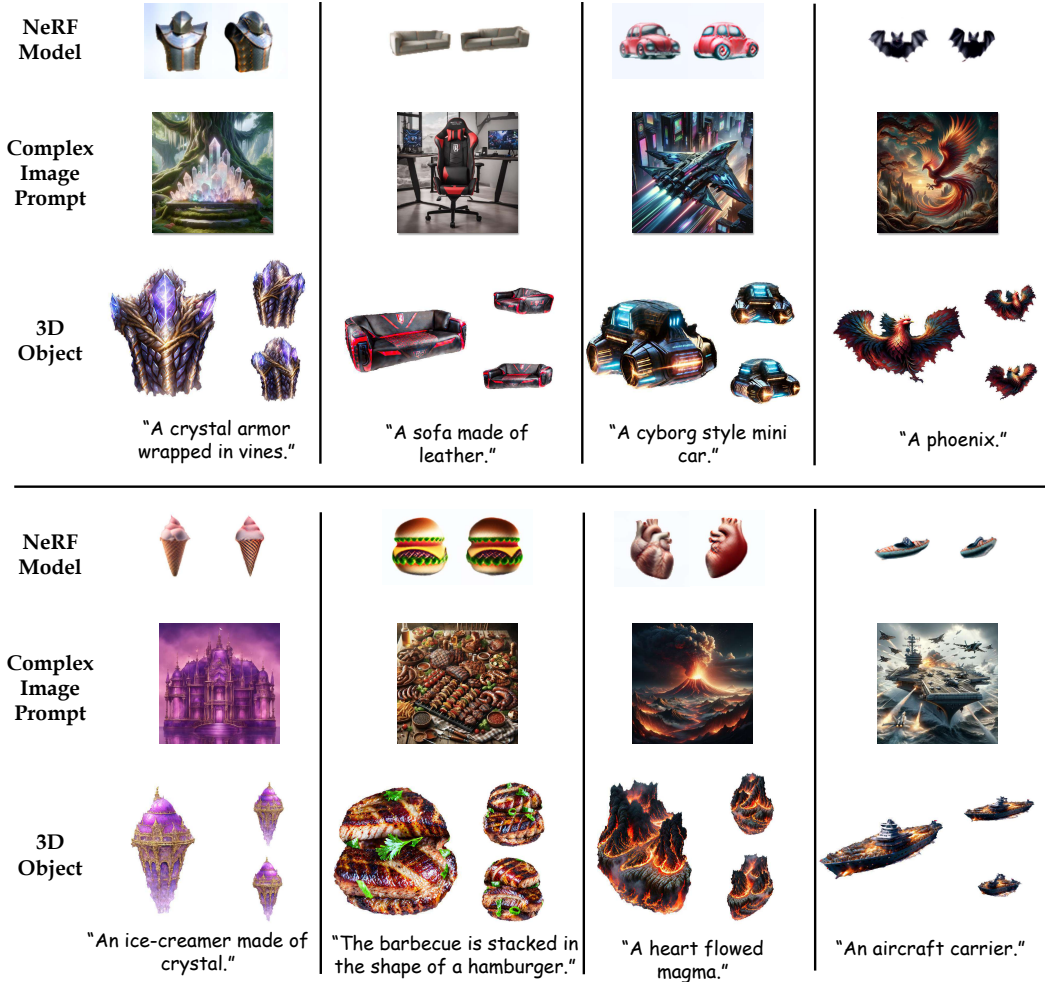 NeRF
Model
Complex
Image
Prompt
3D
Object
“A crystal armor
wrapped in vines.”
“A sofa made of
leather.”
“A cyborg style mini
car.”
“A phoenix.”
NeRF
Model
Complex
Image
Prompt
3D
Object
“An ice-creamer made of
crystal.”
“The barbecue is stacked in
the shape of a hamburger.”
“A heart flowed
magma.”
“An aircraft carrier.”